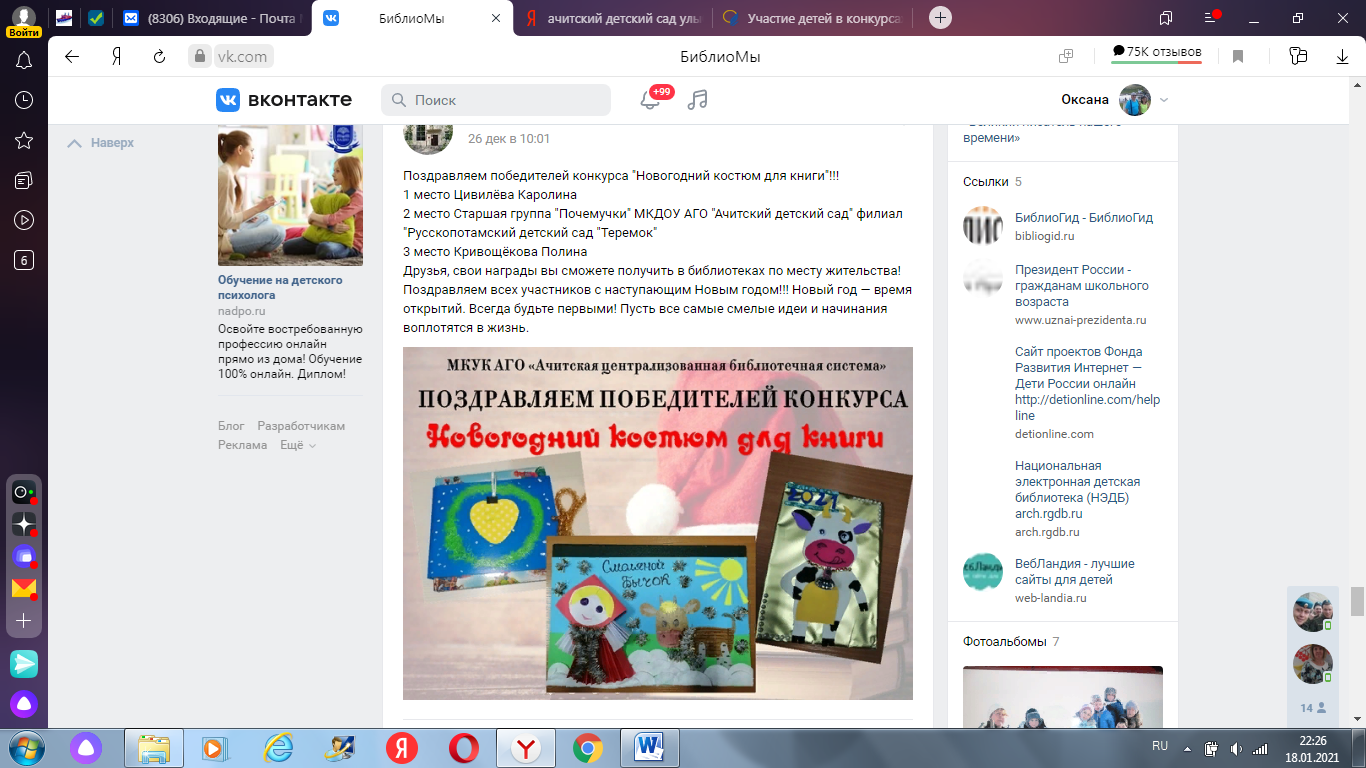 Войти
(8306) Входящие - Почта М
БиблиоМы
ачитский детский сад ули
Участие детей в конкурса
vk.com
БиблиоМы
75K отзывов
вконтакте
Поиск
+99
Оксана
Наверх
26 дек в 10:01
Поздравляем победителей конкурса "Новогодний костюм для книги"!!!
1 место Цивилёва Каролина
2 место Старшая группа "Почемучки" МКДОУ АГО "Ачитский детский сад" филиал
"Русскопотамский детский сад "Теремок"
3 место Кривощёкова Полина
Друзья, свои награды вы сможете получить в библиотеках по месту жительства!
Поздравляем всех участников с наступающим Новым годом!!! Новый год — время
открытий. Всегда будьте первыми! Пусть все самые смелые идеи и начинания
воплотятся в жизнь.
МКУК АГО «Ачитская централизованная библиотечная система»
ПОЗДРАВЛЯЕМ ПОБЕДИТЕЛЕЙ КОНКУРСА
Новогодний костюм для книги
2021
Смоляной
Бычок
Обучение на детского
психолога
nadpo.ru
Освойте востребованную
профессию онлайн
прямо из дома! Обучение
100% онлайн. Диплом!
Блог Разработчикам
Реклама Ещё
времени»
Ссылки 5
БиблиоГид - БиблиоГид
bibliogid.ru
Президент России -
гражданам школьного
возраста
www.uznai-prezidenta.ru
Сайт проектов Фонда
Развития Интернет —
Дети России онлайн
http://detionline.com/help
line
detionline.com
Национальная
электронная детская
библиотека (НЭДБ)
arch.rgdb.ru
arch.rgdb.ru
ВебЛандия - лучшие
сайты для детей
web-landia.ru
Фотоальбомы 7
14
6
RU
22:26
18.01.2021